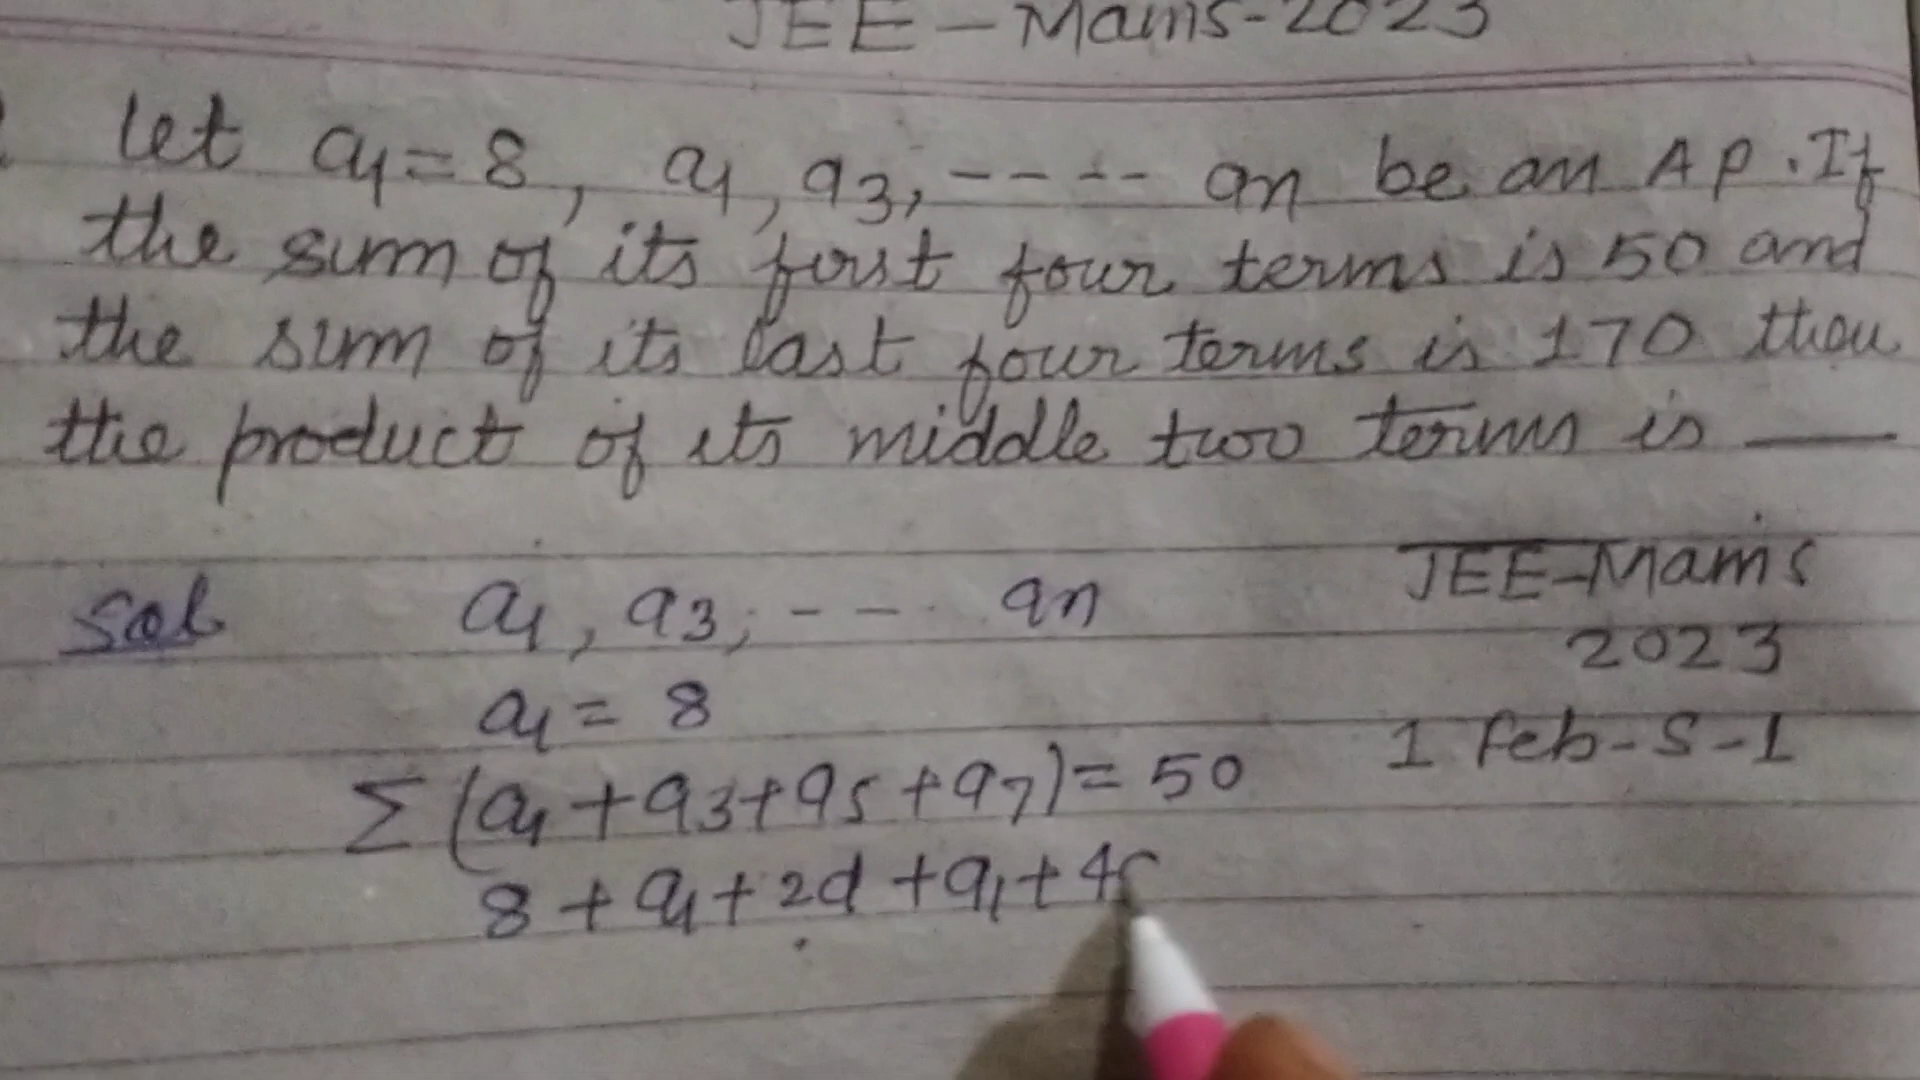 JEE-Mains-2023
let a1=8, a1, a3, ---- an be an AP. If
the sum of its first four terms is 50 and
the sum of its last four terms is 170 then
the product of its middle two terms is ___
Sol a1, a3, --- an JEE-Mains
2023
a1 = 8
1 Feb-S-1
Σ(a1+a3+a5+a7)=50
8+a1+2d+a1+4